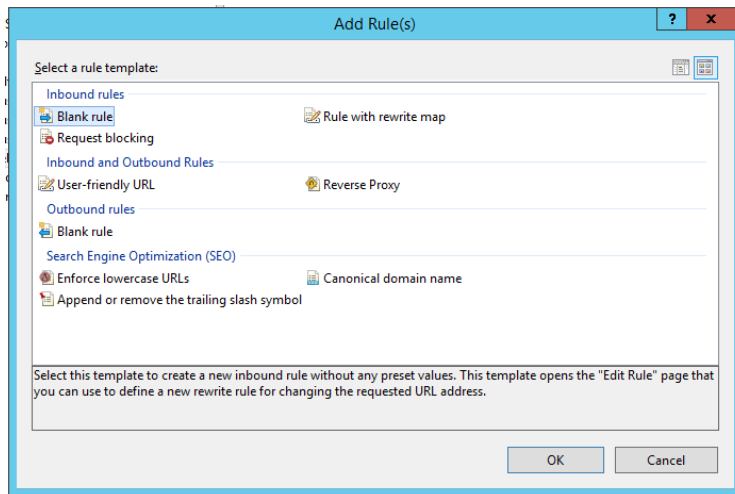 Add Rule(s)
?
x
Select a rule template:
Inbound rules
Blank rule
Rule with rewrite map
Request blocking
Inbound and Outbound Rules
User-friendly URL
Reverse Proxy
Outbound rules
Blank rule
Search Engine Optimization (SEO)
Enforce lowercase URLs
Canonical domain name
Append or remove the trailing slash symbol
Select this template to create a new inbound rule without any preset values. This template opens the "Edit Rule" page that
you can use to define a new rewrite rule for changing the requested URL address.
OK
Cancel